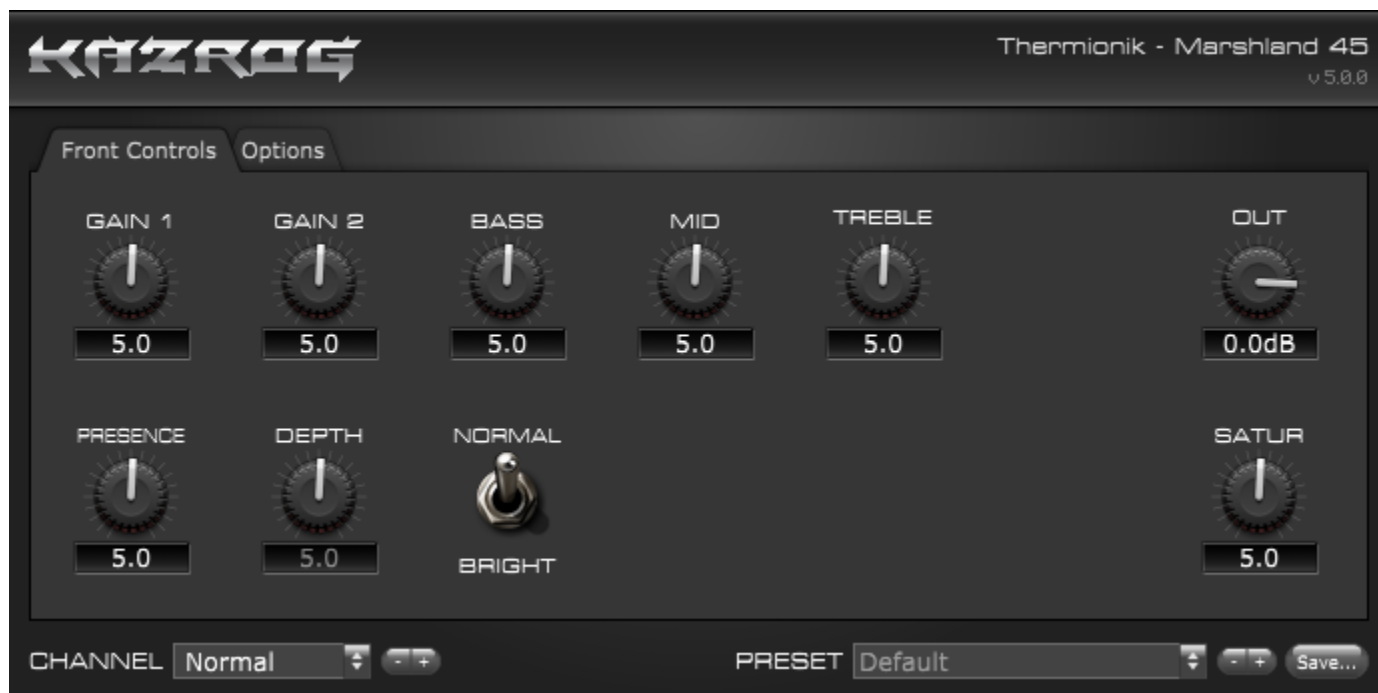 KAZROG
Thermionik - Marshland 45
v 5.0.0
Front Controls Options
GAIN 1 GAIN 2 BASS MID TREBLE OUT
5.0 5.0 5.0 5.0 5.0 0.0dB
PRESENCE DEPTH NORMAL SATUR
5.0 5.0 BRIGHT 5.0
CHANNEL Normal - + PRESET Default - + Save...